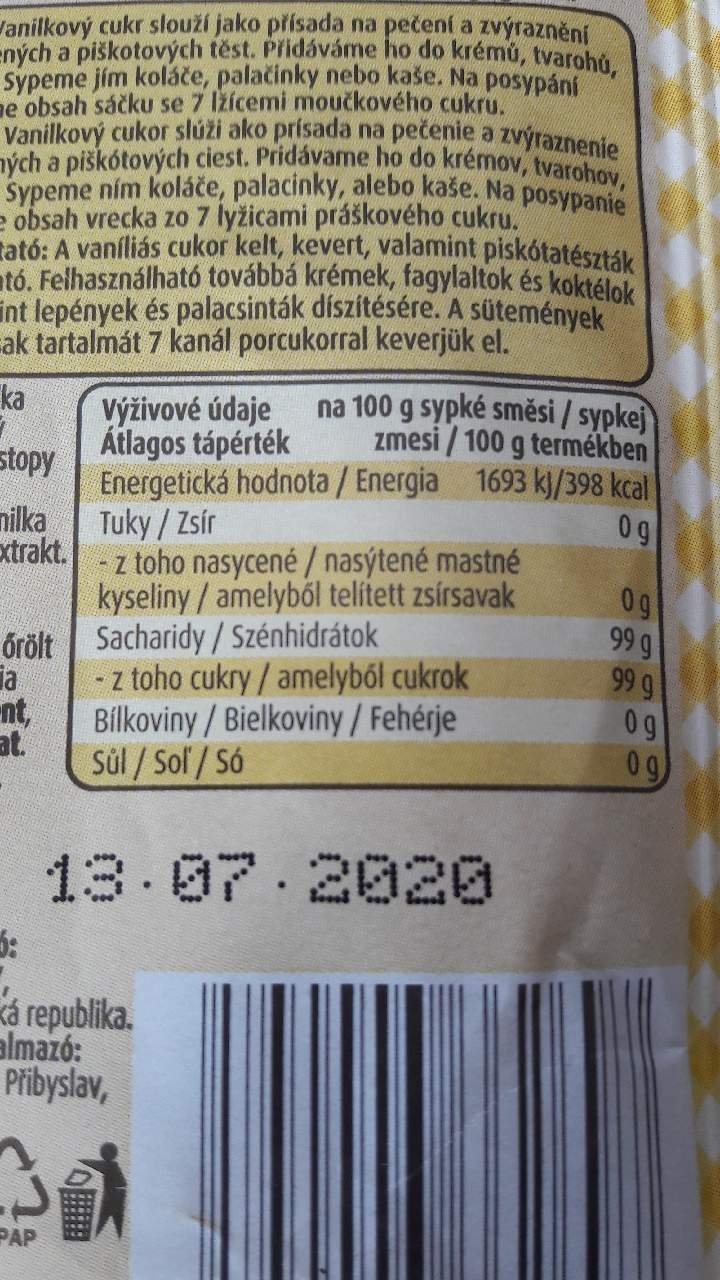 Vanilkový cukr slouží jako přísada na pečení a zvýraznění
ných a piškotových těst. Přidáváme ho do krémů, tvarohů,
Sypeme jím koláče, palačinky nebo kaše. Na posypání
obsah sáčku se 7 lžícemi moučkového cukru.
Vanilkový cukor slúži ako prísada na pečenie a zvýraznenie
ných a piškótových ciest. Pridávame ho do krémov, tvarohov,
Sypeme ním koláče, palacinky, alebo kaše. Na posypanie
obsah vrecka zo 7 lyžicami práškového cukru.
tató: A vaníliás cukor kelt, kevert, valamint piskótatészták
ató. Felhasználható továbbá krémek, fagylaltok és koktélok
int lepények és palacsinták díszítésére. A sütemények
sak tartalmát 7 kanál porcukorral keverjük el.
ka
stopy
nilka
xtrakt.
őrölt
ia
nt,
at.
Výživové údaje na 100 g sypké směsi / sypkej
Átlagos tápérték zmesi / 100 g termékben
Energetická hodnota / Energia 1693 kJ/398 kcal
Tuky / Zsír 0 g
- z toho nasycené / nasýtené mastné
kyseliny / amelyből telített zsírsavak 0 g
Sacharidy / Szénhidrátok 99 g
- z toho cukry / amelyből cukrok 99 g
Bílkoviny / Bielkoviny / Fehérje 0 g
Sůl / Soľ / Só 0 g
13.07.2020
ó:
ká republika.
almazó:
Přibyslav,
PAP